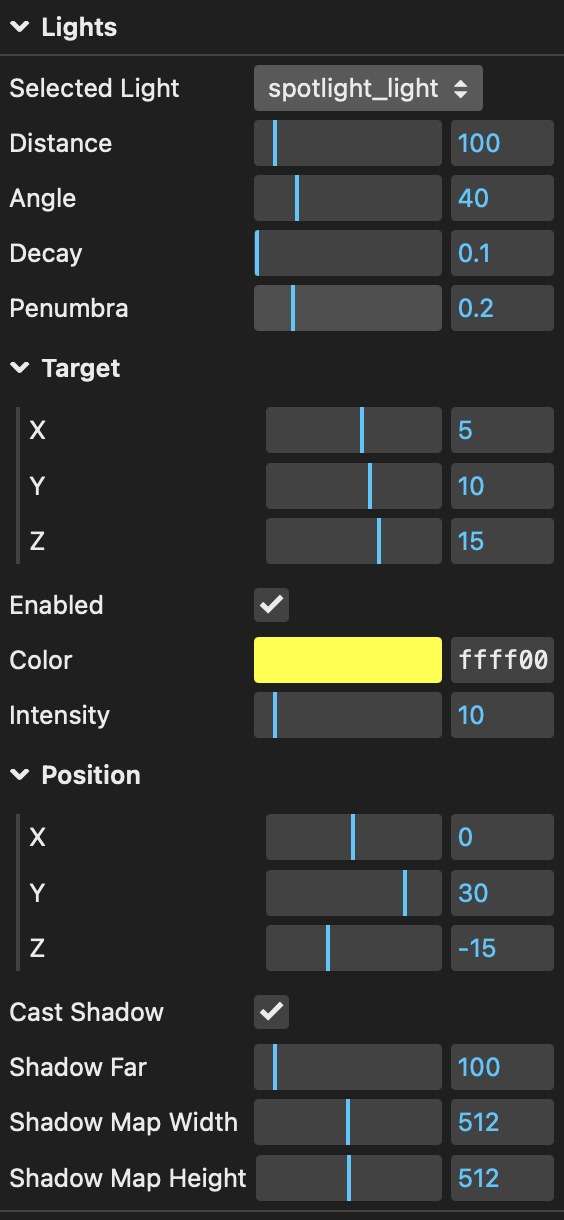 Lights
Selected Light spotlight_light
Distance 100
Angle 40
Decay 0.1
Penumbra 0.2
Target
X 5
Y 10
Z 15
Enabled
Color ffff00
Intensity 10
Position
X 0
Y 30
Z -15
Cast Shadow
Shadow Far 100
Shadow Map Width 512
Shadow Map Height 512